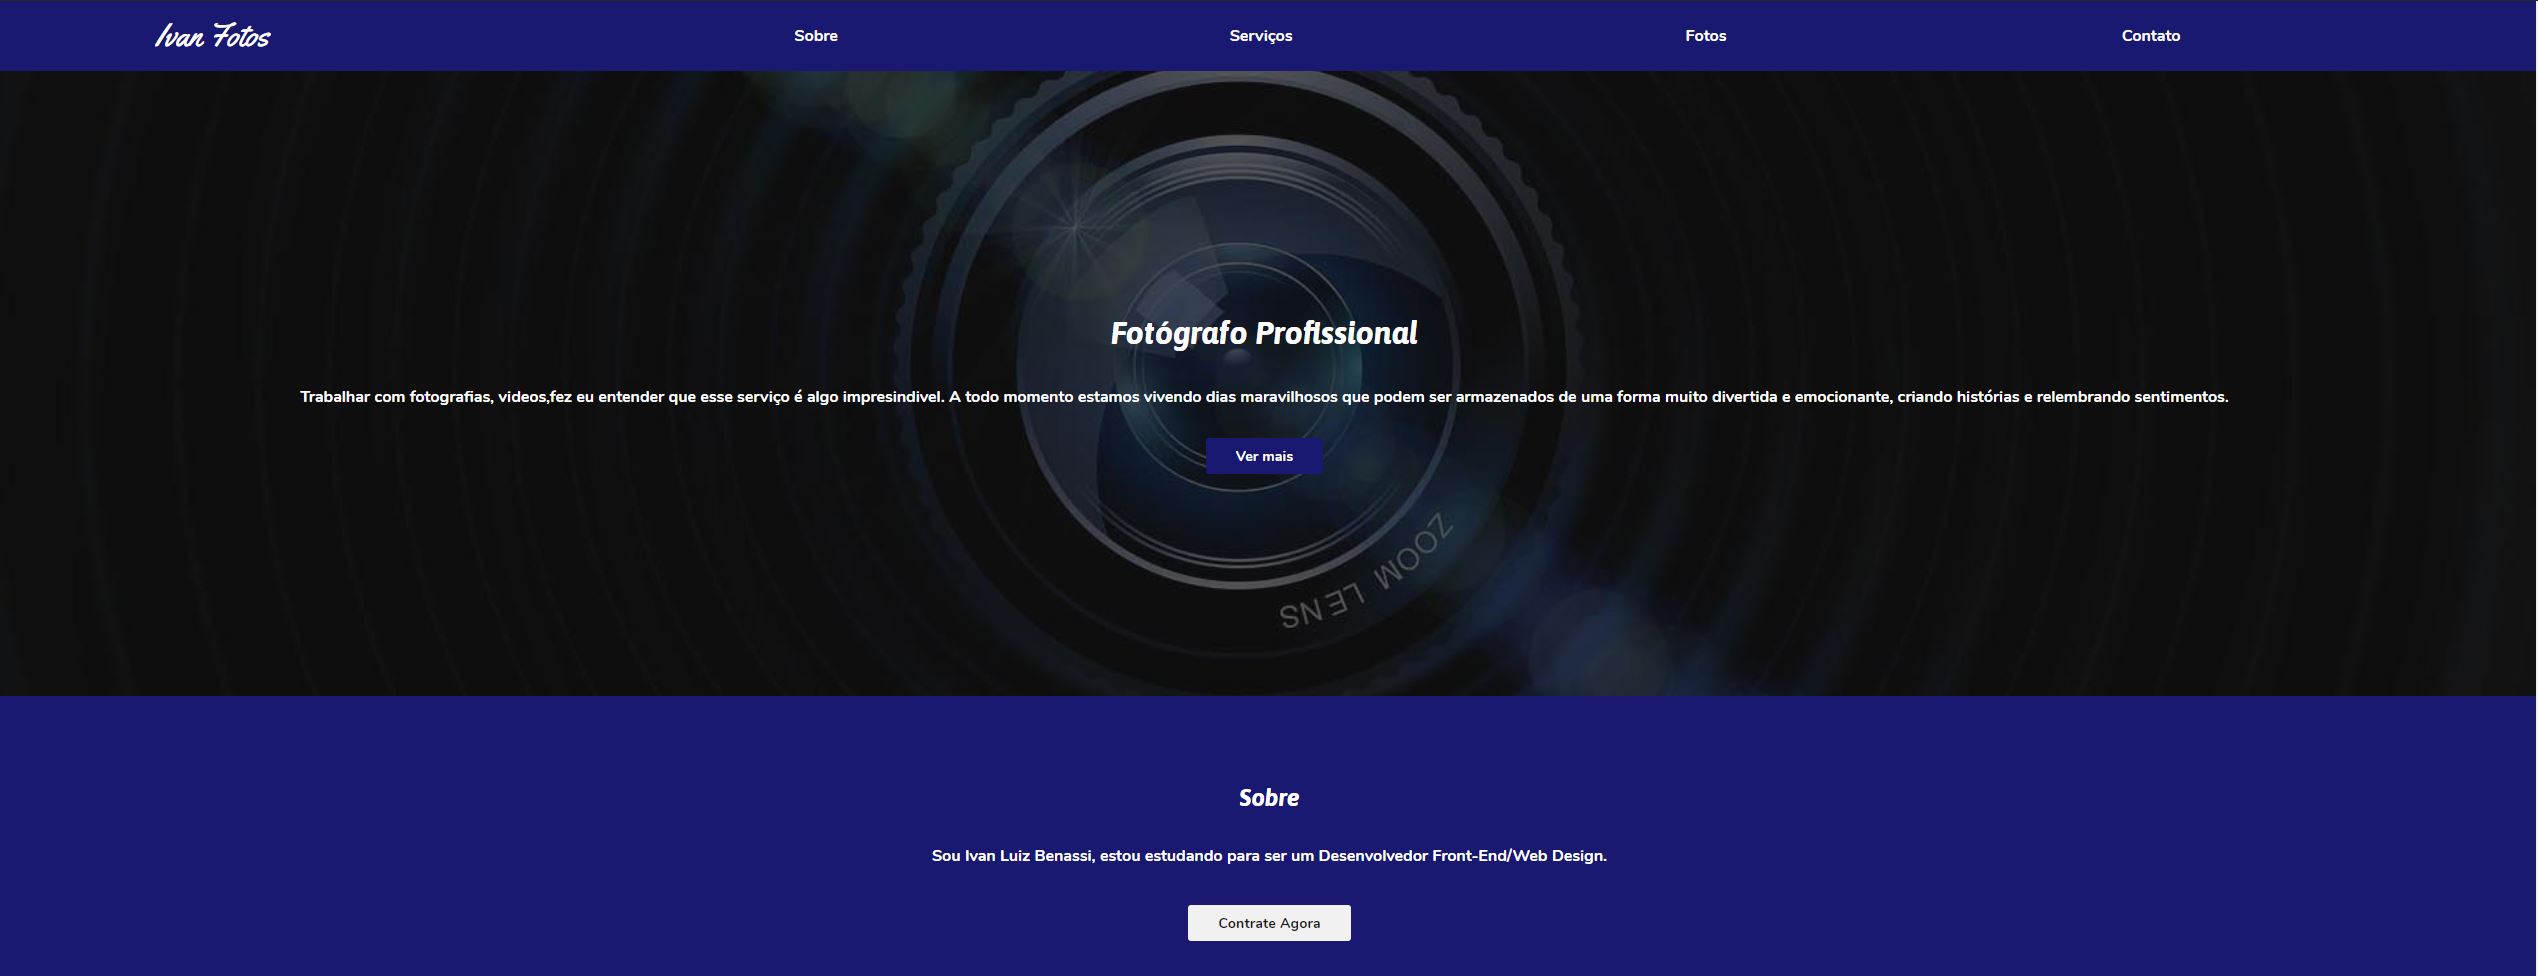 Ivan Fotos
Sobre
Serviços
Fotos
Contato
Fotógrafo Profissional
Trabalhar com fotografias, videos,fez eu entender que esse serviço é algo impresindivel. A todo momento estamos vivendo dias maravilhosos que podem ser armazenados de uma forma muito divertida e emocionante, criando histórias e relembrando sentimentos.
Ver mais
ZOOM LENS
Sobre
Sou Ivan Luiz Benassi, estou estudando para ser um Desenvolvedor Front-End/Web Design.
Contrate Agora